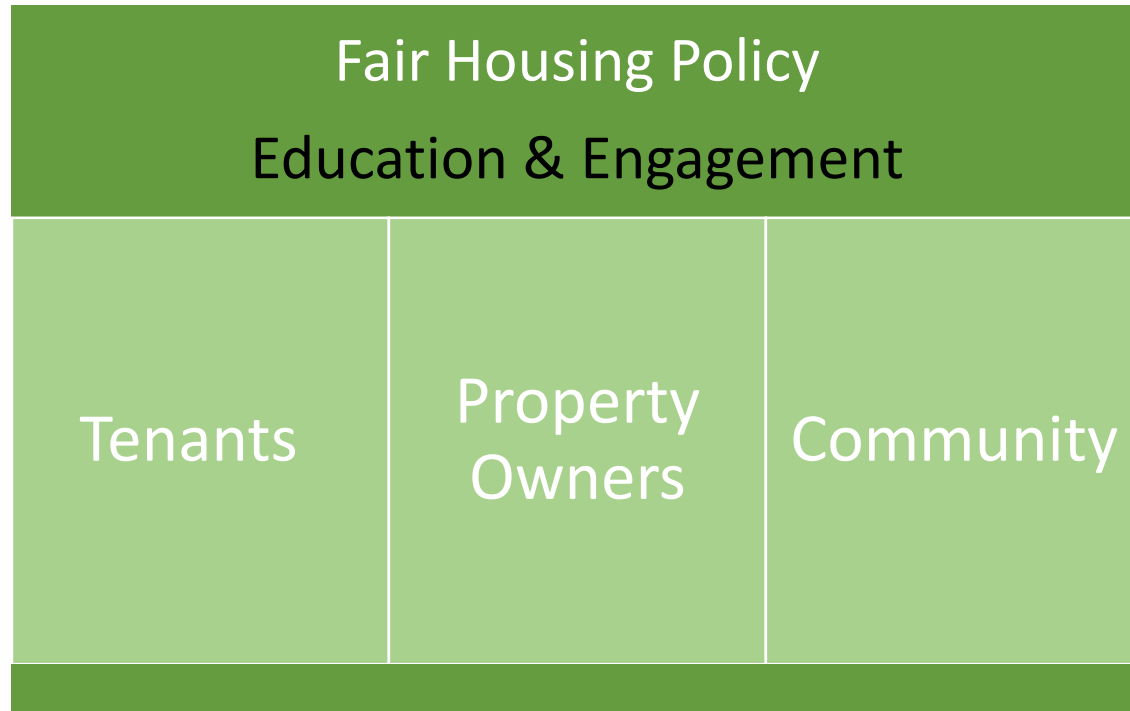 Fair Housing Policy
Education & Engagement
Tenants
Property
Owners
Community